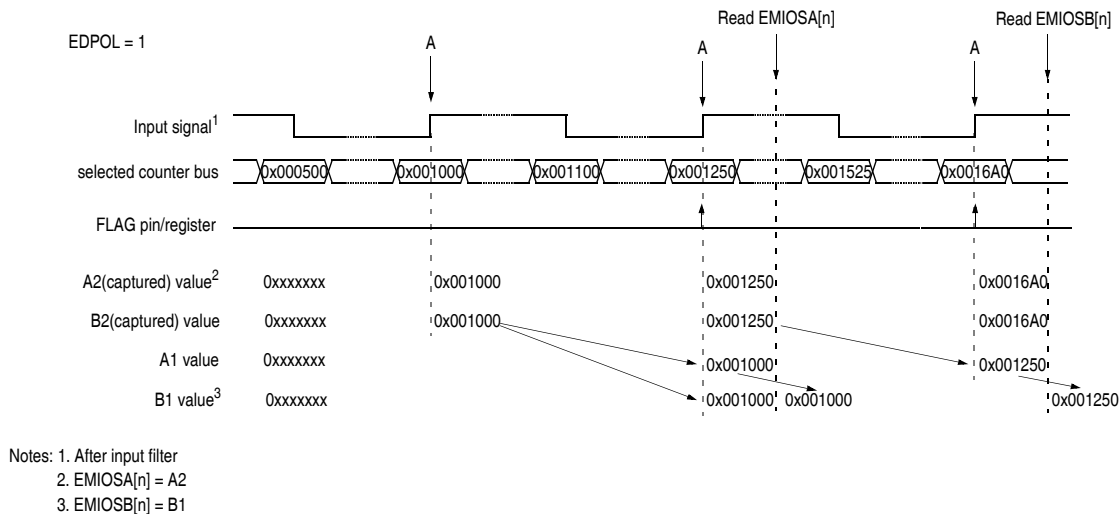 Read EMIOSA[n] Read EMIOSB[n]
EDPOL = 1 A A A
Input signal1
selected counter bus 0x000500 0x001000 0x001100 0x001250 0x001525 0x0016A0
FLAG pin/register
A2(captured) value2 0xxxxxxx 0x001000 0x001250 0x0016A0
B2(captured) value 0xxxxxxx 0x001000 0x001250 0x0016A0
A1 value 0xxxxxxx 0x001000 0x001250
B1 value3 0xxxxxxx 0x001000 0x001000 0x001250
Notes: 1. After input filter
2. EMIOSA[n] = A2
3. EMIOSB[n] = B1